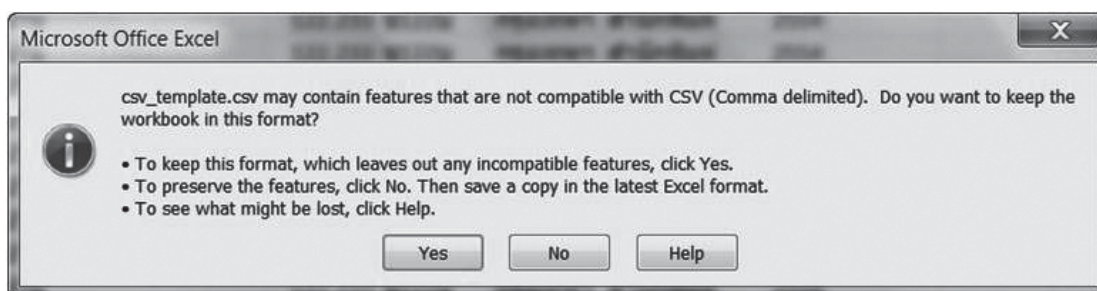 Microsoft Office Excel
X
csv_template.csv may contain features that are not compatible with CSV (Comma delimited). Do you want to keep the
workbook in this format?
• To keep this format, which leaves out any incompatible features, click Yes.
• To preserve the features, click No. Then save a copy in the latest Excel format.
• To see what might be lost, click Help.
Yes No Help